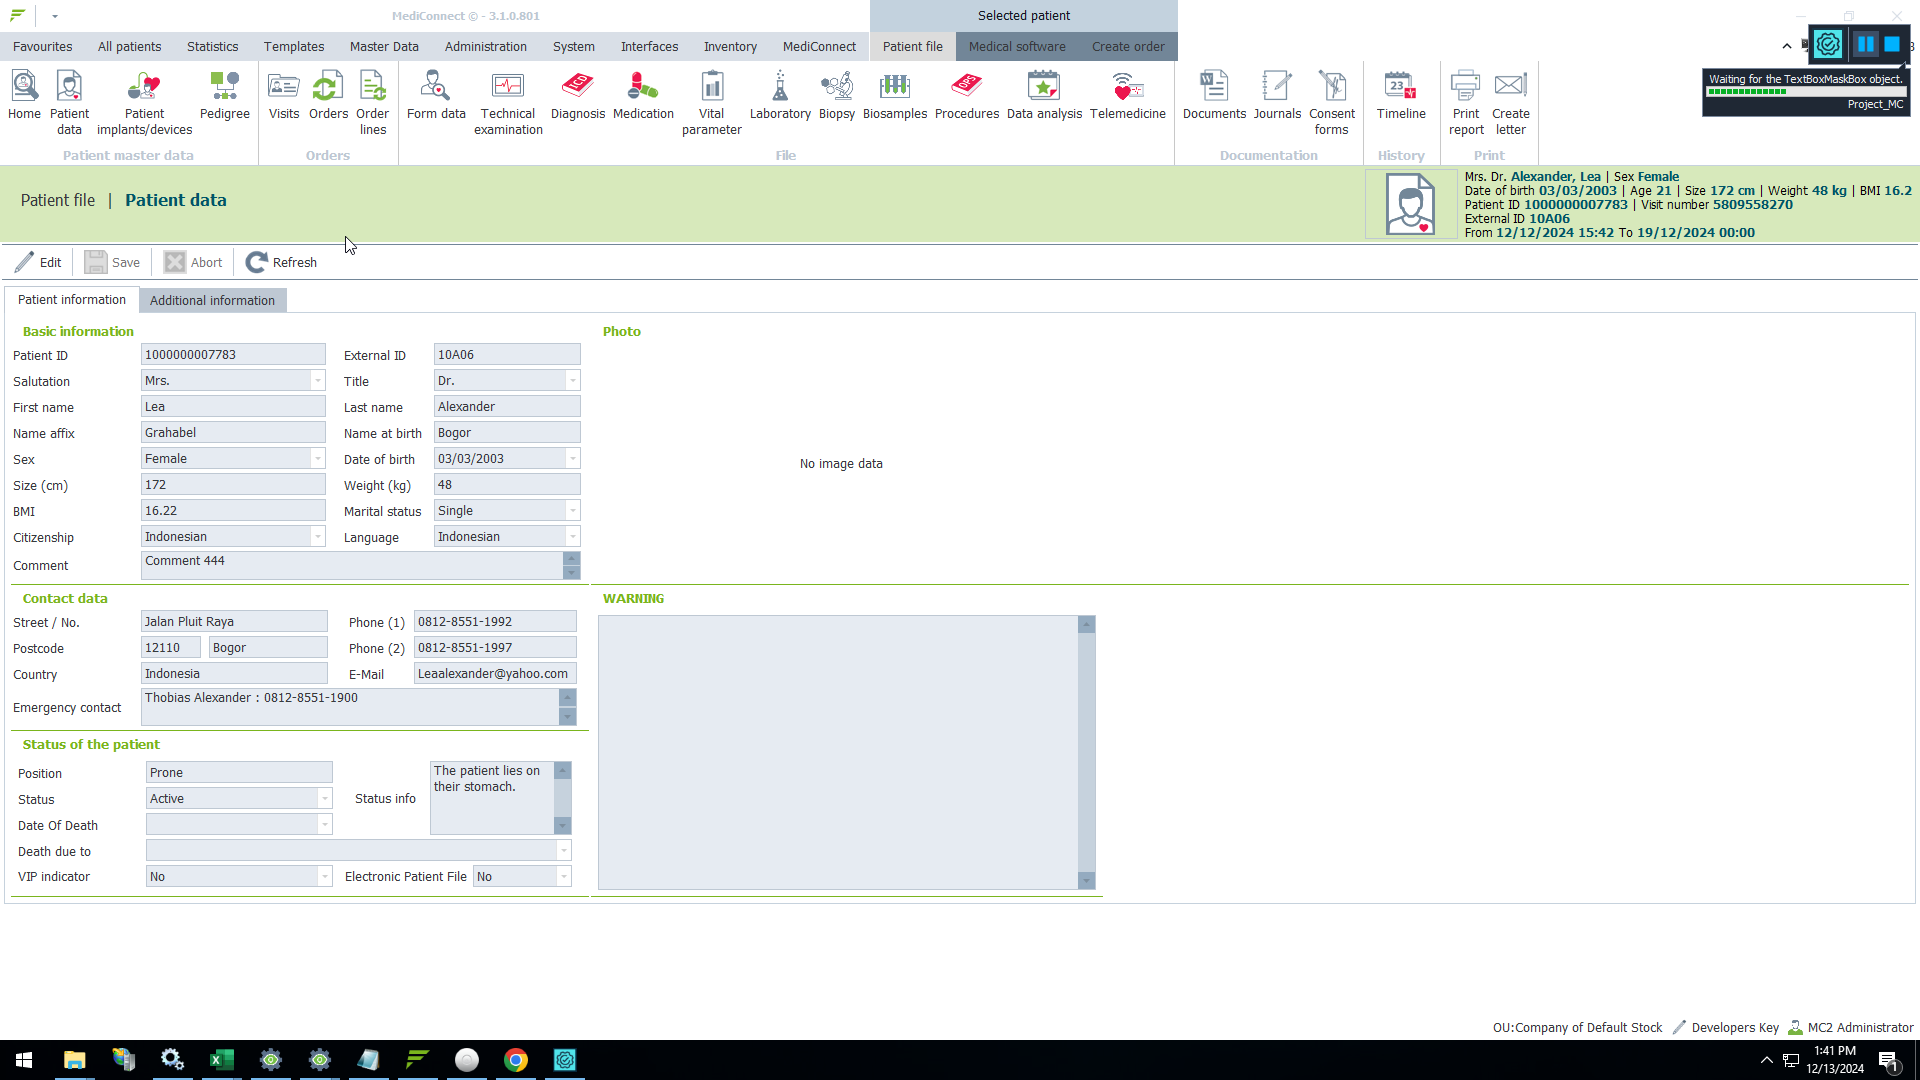 MediConnect © - 3.1.0.801
Selected patient
Favourites
All patients
Statistics
Templates
Master Data
Administration
System
Interfaces
Inventory
MediConnect
Patient file
Medical software
Create order
Waiting for the TextBoxMaskBox object.
Project_MC
Home
Patient data
Patient implants/devices
Pedigree
Visits
Orders
Order lines
Form data
Technical examination
Diagnosis
Medication
Vital parameter
Laboratory
Biopsy
Biosamples
Procedures
Data analysis
Telemedicine
Documents
Journals
Consent forms
Timeline
Print report
Create letter
Patient master data
Orders
File
Documentation
History
Print
Patient file | Patient data
Mrs. Dr. Alexander, Lea | Sex Female
Date of birth 03/03/2003 | Age 21 | Size 172 cm | Weight 48 kg | BMI 16.2
Patient ID 1000000007783 | Visit number 5809558270
External ID 10A06
From 12/12/2024 15:42 To 19/12/2024 00:00
Edit
Save
Abort
Refresh
Patient information
Additional information
Basic information
Patient ID 1000000007783 External ID 10A06
Salutation Mrs. Title Dr.
First name Lea Last name Alexander
Name affix Grahabel Name at birth Bogor
Sex Female Date of birth 03/03/2003
Size (cm) 172 Weight (kg) 48
BMI 16.22 Marital status Single
Citizenship Indonesian Language Indonesian
Comment Comment 444
Photo
No image data
Contact data
Street / No. Jalan Pluit Raya Phone (1) 0812-8551-1992
Postcode 12110 Bogor Phone (2) 0812-8551-1997
Country Indonesia E-Mail Leaalexander@yahoo.com
Emergency contact Thobias Alexander : 0812-8551-1900
WARNING
Status of the patient
Position Prone
Status Active
Status info The patient lies on
their stomach.
Date Of Death
Death due to
VIP indicator No Electronic Patient File No
OU:Company of Default Stock
Developers Key
MC2 Administrator
1:41 PM
12/13/2024
1